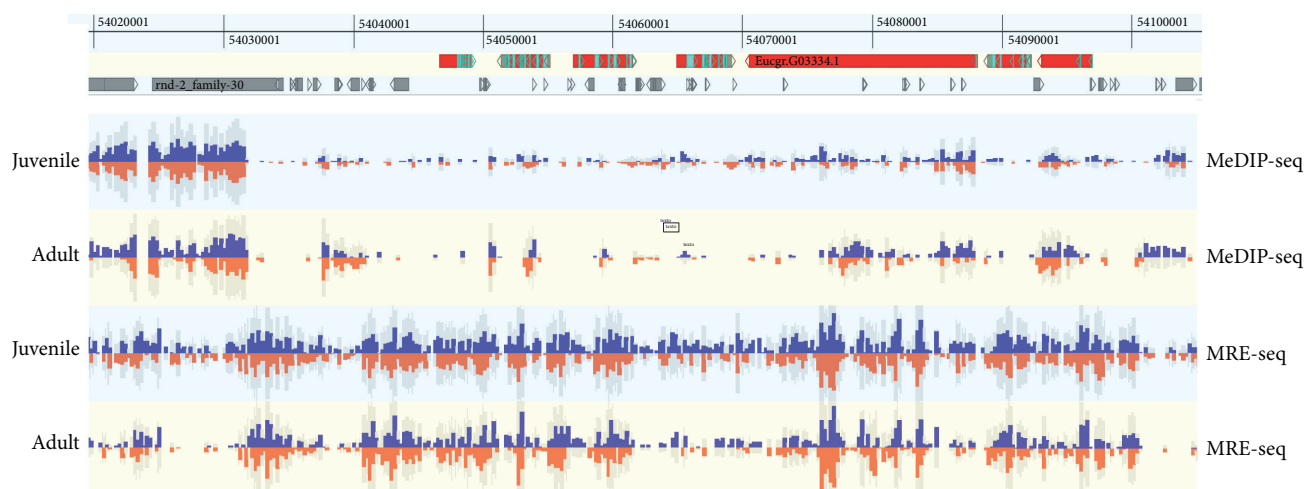 54020001 54040001 54050001 54060001 54080001 54100001
54030001 54070001 54090001
Eucgr.G03334.1
rnd-2_family-30
Juvenile MeDIP-seq
Adult MeDIP-seq
Juvenile MRE-seq
Adult MRE-seq